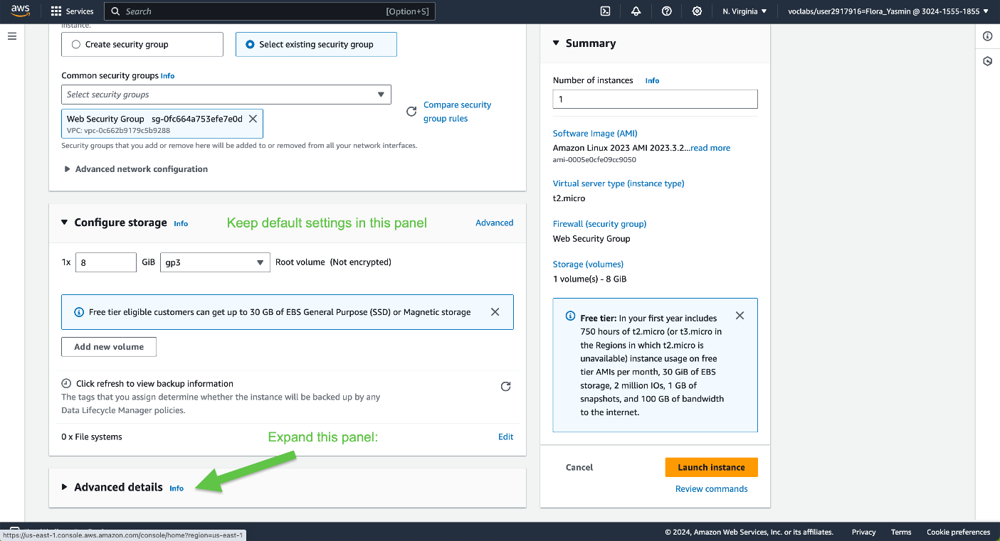 aws
Services
Search
[Option+S]
N. Virginia
voclabs/user2917916=Flora_Yasmin @ 3024-1555-1855
instance.
Create security group
Select existing security group
Common security groups Info
Select security groups
Compare security
group rules
Web Security Group sg-0fc664a753efe7e0d
VPC: vpc-0c662b9179c5b9288
Security groups that you add or remove here will be added to or removed from all your network interfaces.
Advanced network configuration
Configure storage Info
Keep default settings in this panel
Advanced
1x 8 GiB gp3 Root volume (Not encrypted)
Free tier eligible customers can get up to 30 GB of EBS General Purpose (SSD) or Magnetic storage
Add new volume
Click refresh to view backup information
The tags that you assign determine whether the instance will be backed up by any
Data Lifecycle Manager policies.
0 x File systems
Expand this panel:
Edit
Advanced details Info
Summary
Number of instances Info
1
Software Image (AMI)
Amazon Linux 2023 AMI 2023.3.2...read more
ami-0005e0cfe09cc9050
Virtual server type (instance type)
t2.micro
Firewall (security group)
Web Security Group
Storage (volumes)
1 volume(s) - 8 GiB
Free tier: In your first year includes
750 hours of t2.micro (or t3.micro in
the Regions in which t2.micro is
unavailable) instance usage on free
tier AMIs per month, 30 GiB of EBS
storage, 2 million IOs, 1 GB of
snapshots, and 100 GB of bandwidth
to the internet.
Cancel
Launch instance
Review commands
https://us-east-1.console.aws.amazon.com/console/home?region=us-east-1
© 2024, Amazon Web Services, Inc. or its affiliates.
Privacy
Terms
Cookie preferences